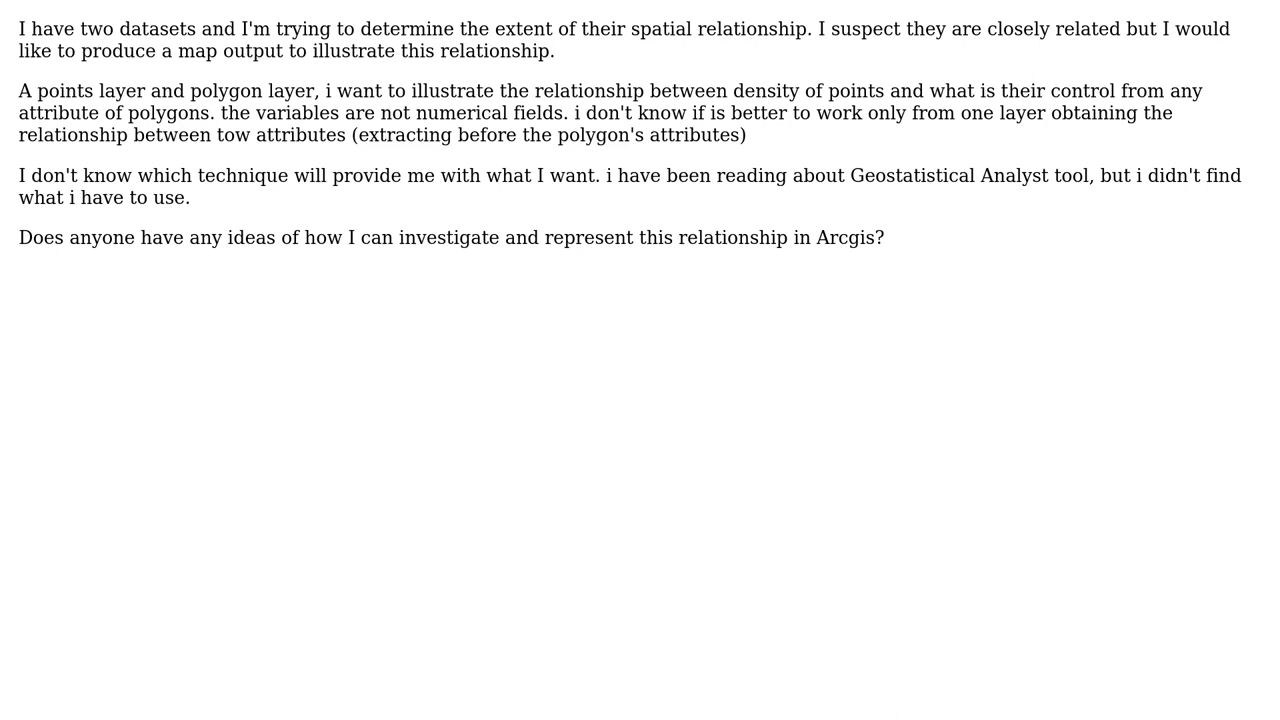 I have two datasets and I'm trying to determine the extent of their spatial relationship. I suspect they are closely related but I would
like to produce a map output to illustrate this relationship.
A points layer and polygon layer, i want to illustrate the relationship between density of points and what is their control from any
attribute of polygons. the variables are not numerical fields. i don't know if is better to work only from one layer obtaining the
relationship between tow attributes (extracting before the polygon's attributes)
I don't know which technique will provide me with what I want. i have been reading about Geostatistical Analyst tool, but i didn't find
what i have to use.
Does anyone have any ideas of how I can investigate and represent this relationship in Arcgis?